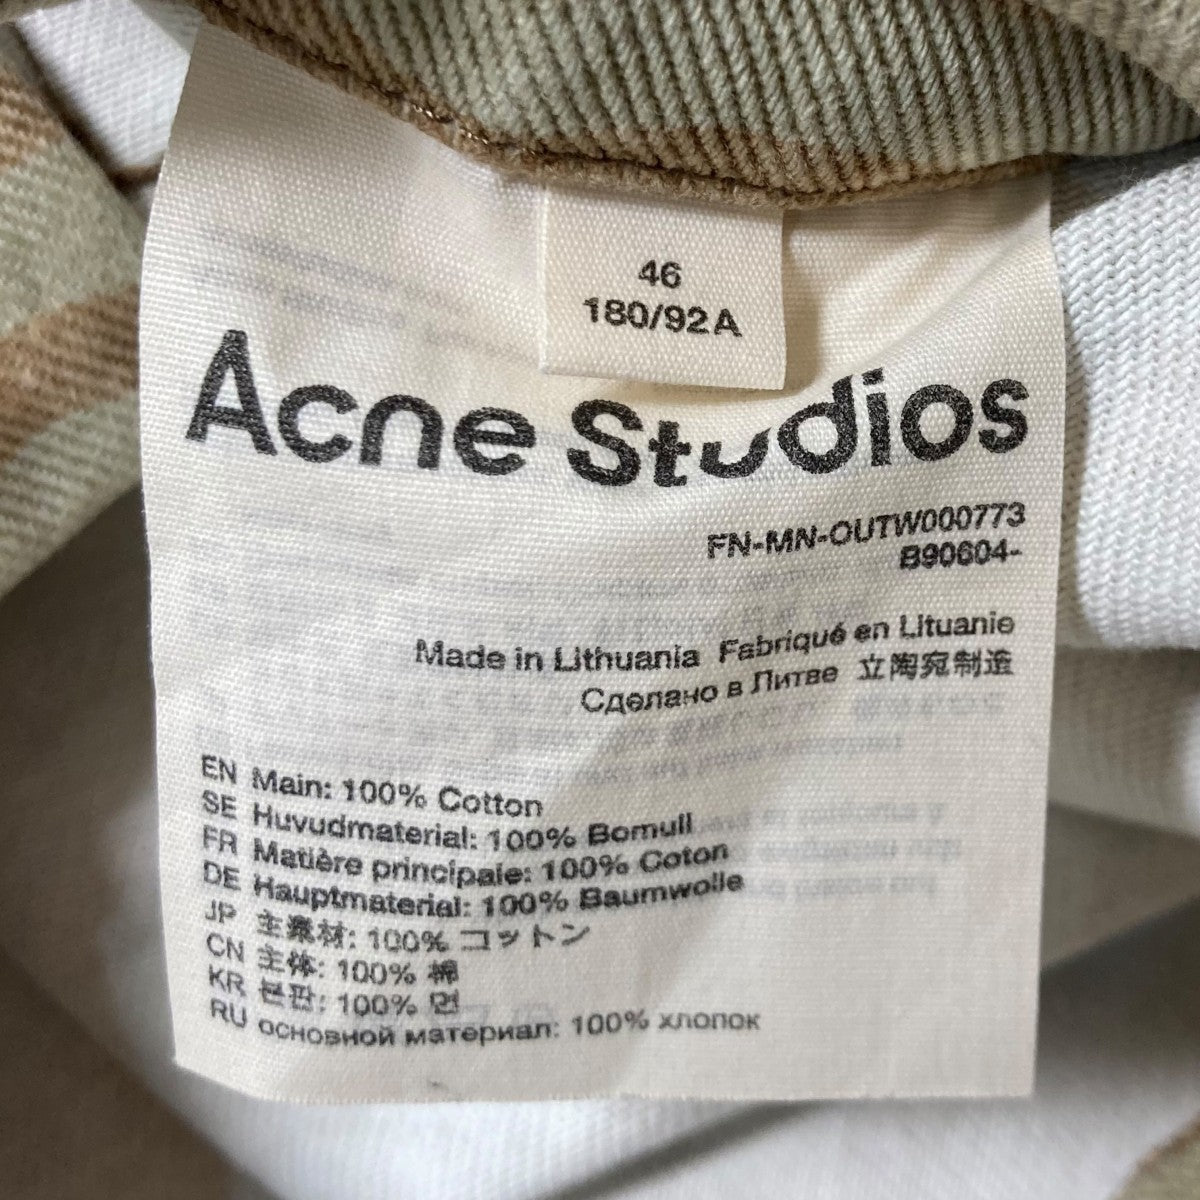 46
180/92A
Acne Studios
FN-MN-OUTW000773
B90604-
Made in Lithuania Fabriqué en Lituanie
Сделано в Литве 立陶宛制造
EN Main: 100% Cotton
SE Huvudmaterial: 100% Bomull
FR Matière principale: 100% Coton
DE Hauptmaterial: 100% Baumwolle
JP 主素材: 100% コットン
CN 主体: 100% 棉
KR 본판: 100% 면
RU основной материал: 100% хлопок